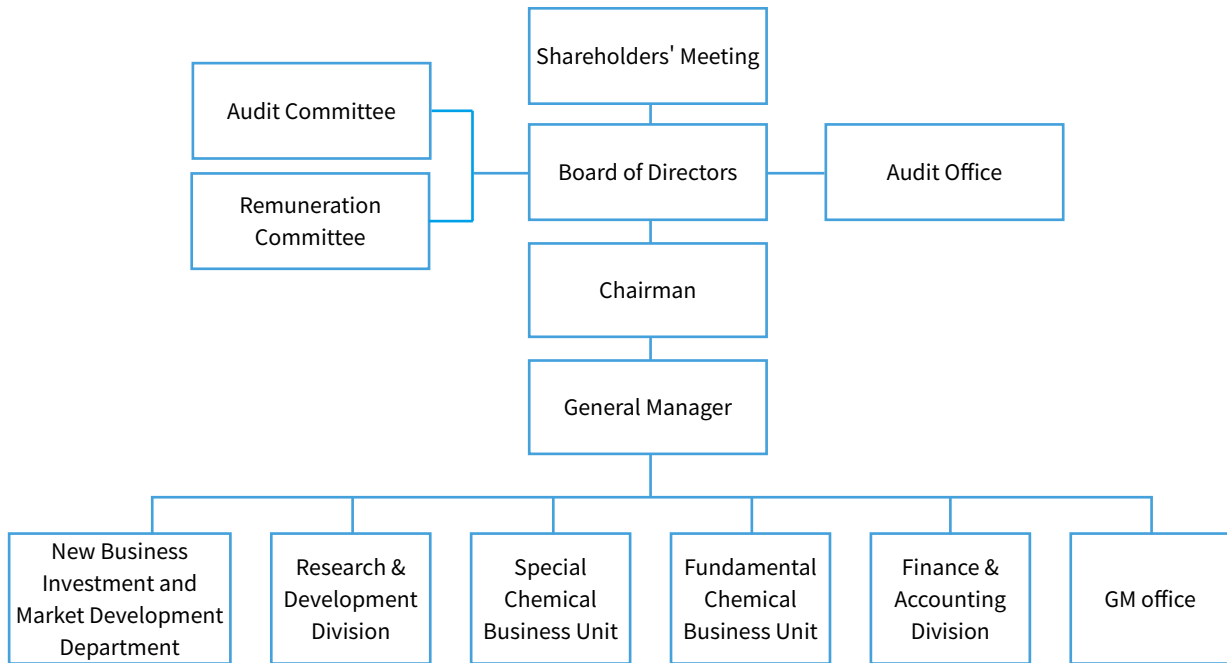 Shareholders' Meeting
Audit Committee
Board of Directors
Audit Office
Remuneration
Committee
Chairman
General Manager
New Business
Investment and
Market Development
Department
Research &
Development
Division
Special
Chemical
Business Unit
Fundamental
Chemical
Business Unit
Finance &
Accounting
Division
GM office